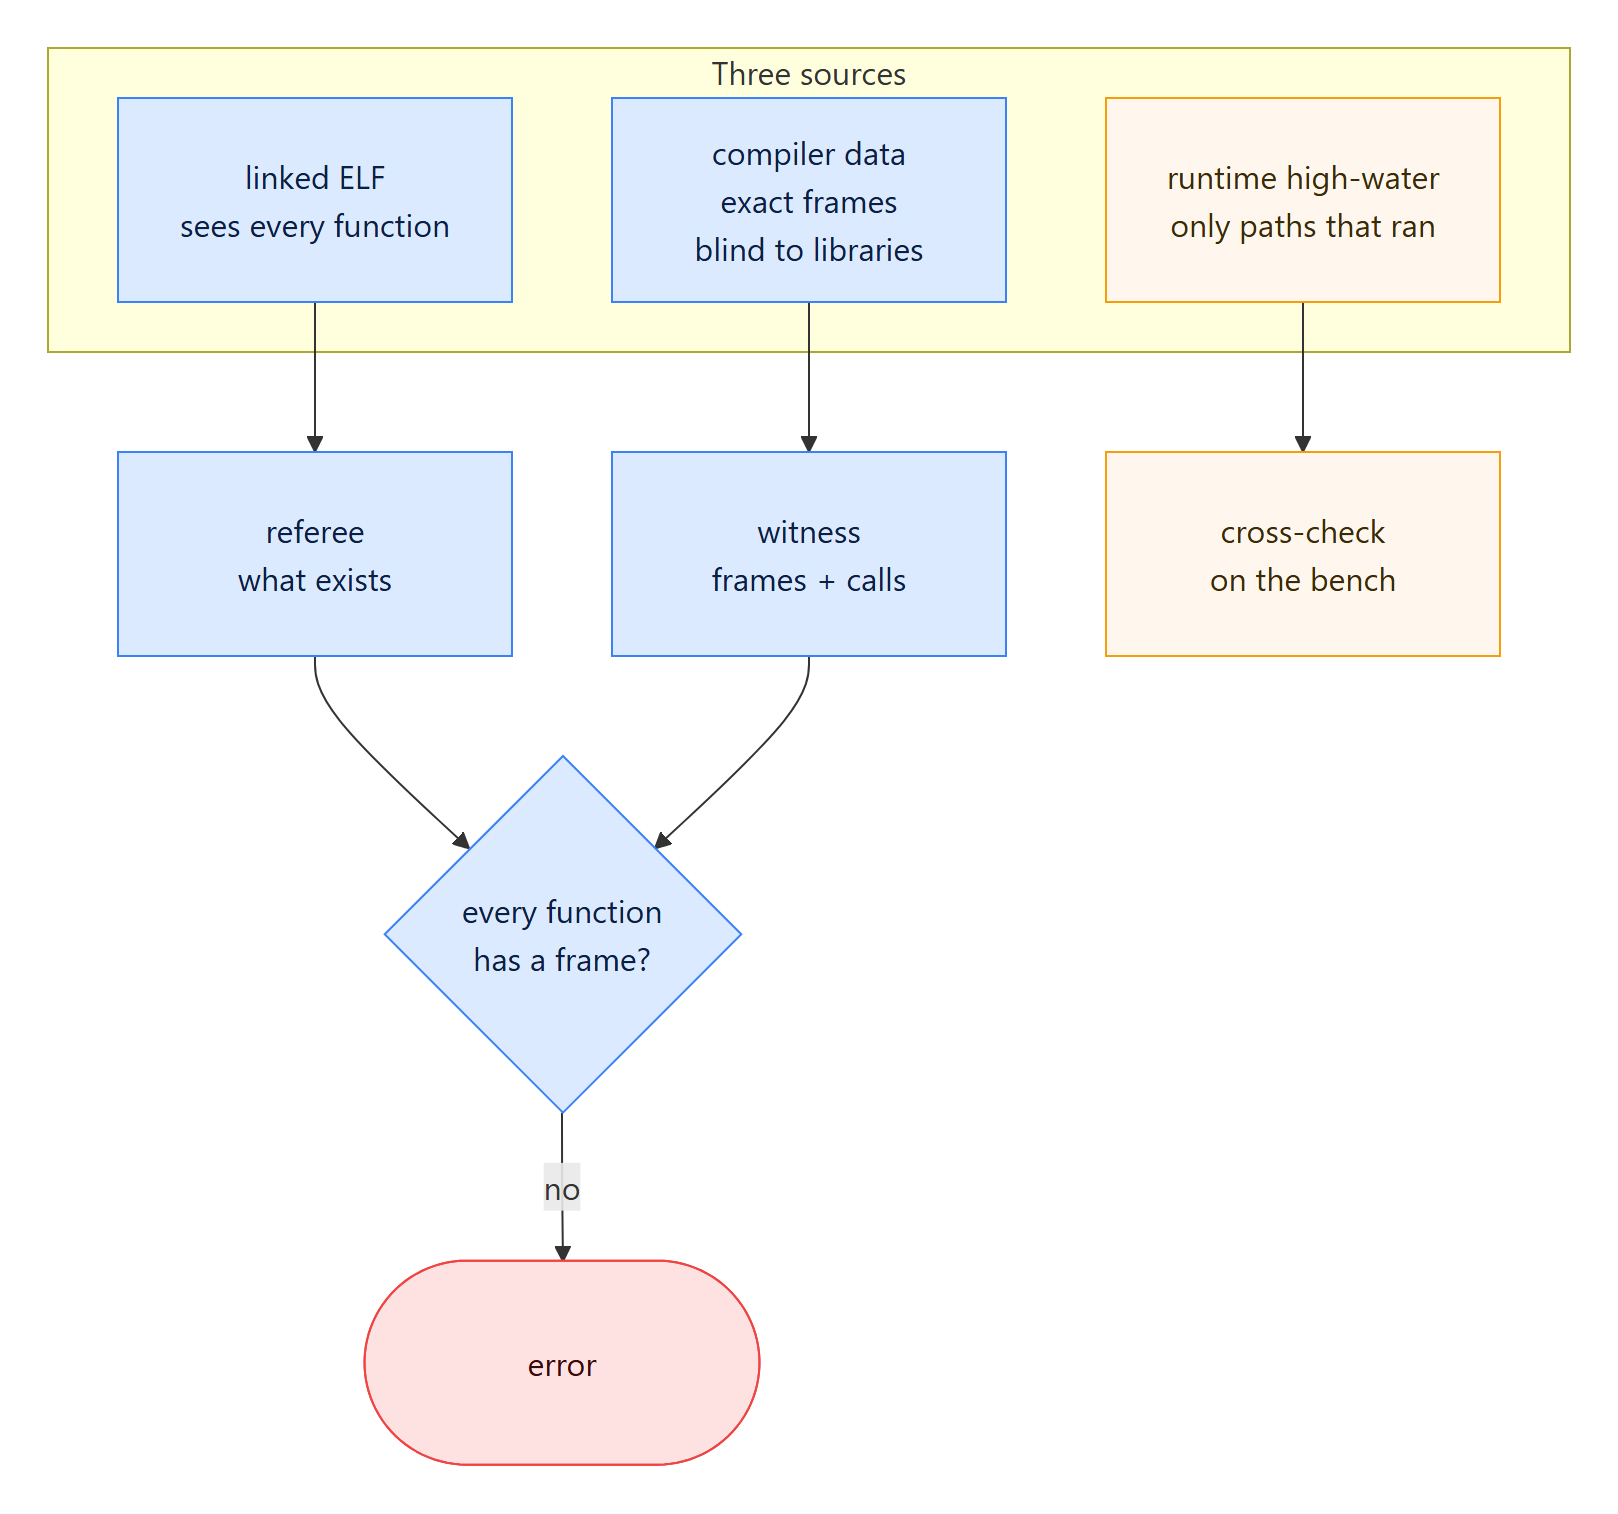 Three sources
linked ELF
sees every function
compiler data
exact frames
blind to libraries
runtime high-water
only paths that ran
referee
what exists
witness
frames + calls
cross-check
on the bench
every function
has a frame?
no
error